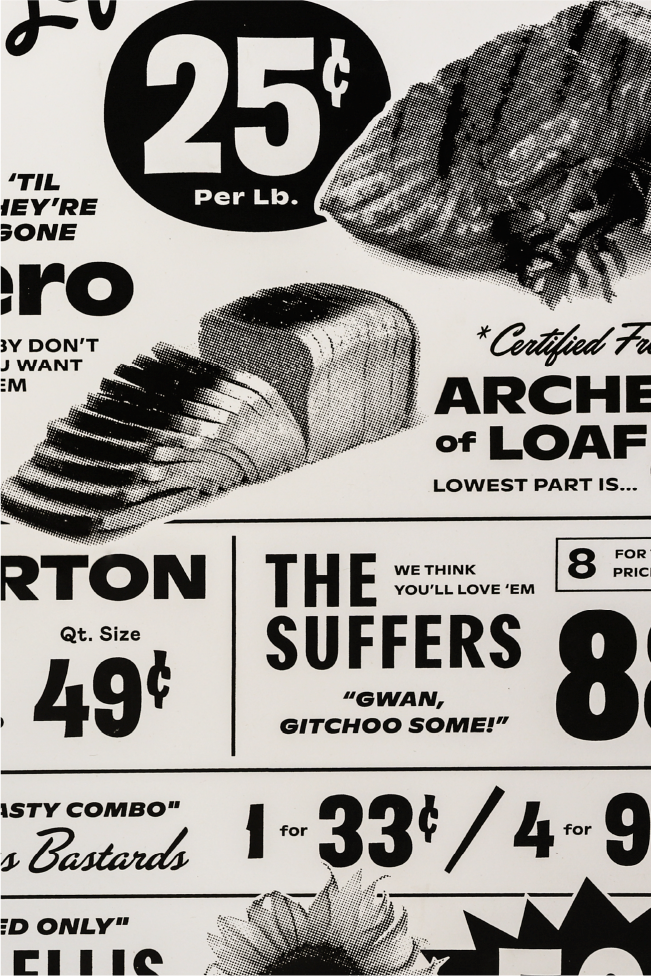 25¢
Per Lb.
'TIL
HEY'RE
GONE
ero
BY DON'T
U WANT
EM
*Certified Fr
ARCHE
of LOAF
LOWEST PART IS...
RTON
Qt. Size
49¢
THE
SUFFERS
WE THINK
YOU'LL LOVE 'EM
"GWAN,
GITCHOO SOME!"
8 FOR
PRIC
8
ASTY COMBO"
s Bastards
1 for 33¢ / 4 for 9
ED ONLY"
ELLIS